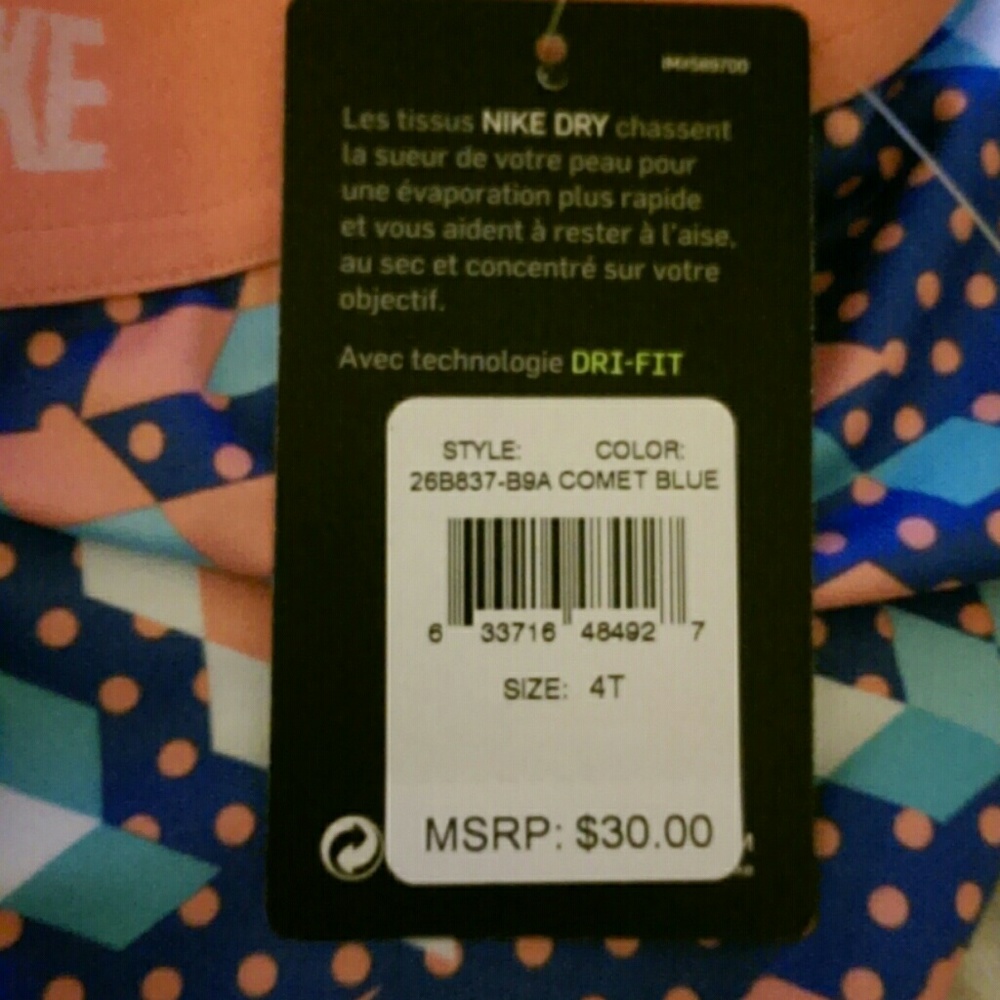 KE
Les tissus NIKE DRY chassent
la sueur de votre peau pour
une évaporation plus rapide
et vous aident à rester à l'aise,
au sec et concentré sur votre
objectif.
Avec technologie DRI-FIT
STYLE: COLOR:
26B837-B9A COMET BLUE
6 33716 48492 7
SIZE: 4T
MSRP: $30.00